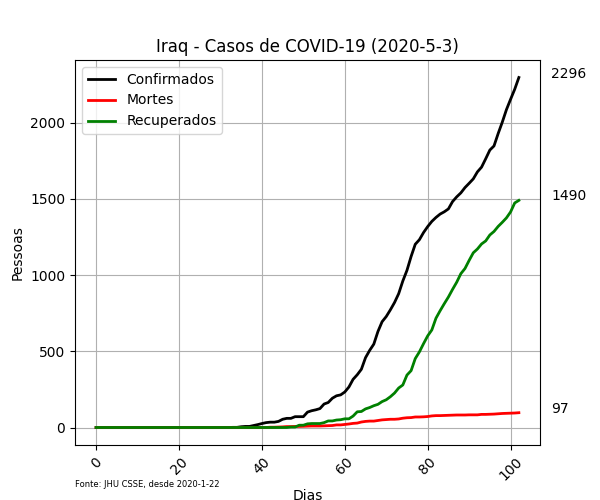 Iraq - Casos de COVID-19 (2020-5-3)
Confirmados
Mortes
Recuperados
2296
1490
97
Pessoas
2000
1500
1000
500
0
0
20
40
60
80
100
Fonte: JHU CSSE, desde 2020-1-22
Dias